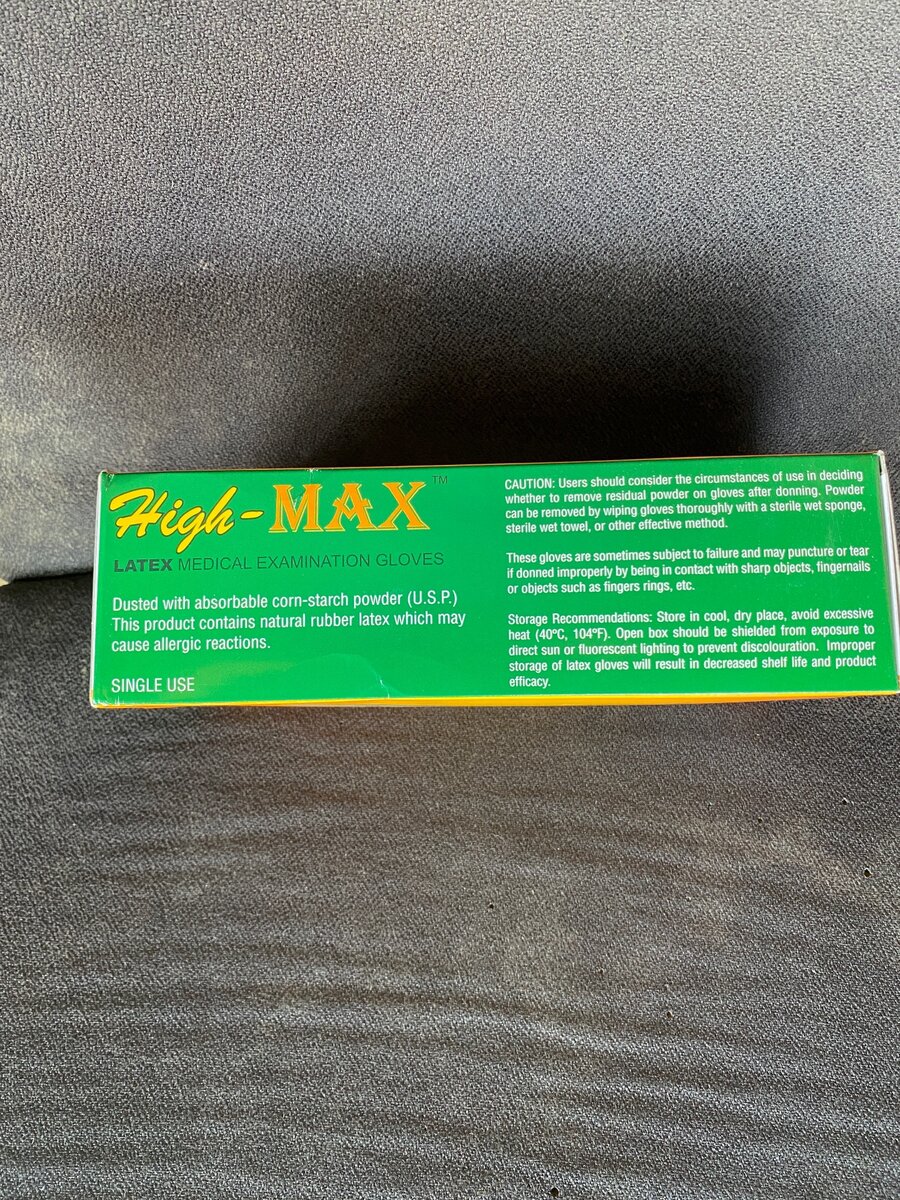 High-MAX™
LATEX MEDICAL EXAMINATION GLOVES
Dusted with absorbable corn-starch powder (U.S.P.)
This product contains natural rubber latex which may
cause allergic reactions.
SINGLE USE
CAUTION: Users should consider the circumstances of use in deciding
whether to remove residual powder on gloves after donning. Powder
can be removed by wiping gloves thoroughly with a sterile wet sponge,
sterile wet towel, or other effective method.
These gloves are sometimes subject to failure and may puncture or tear
if donned improperly by being in contact with sharp objects, fingernails
or objects such as fingers rings, etc.
Storage Recommendations: Store in cool, dry place, avoid excessive
heat (40ºC, 104ºF). Open box should be shielded from exposure to
direct sun or fluorescent lighting to prevent discolouration. Improper
storage of latex gloves will result in decreased shelf life and product
efficacy.